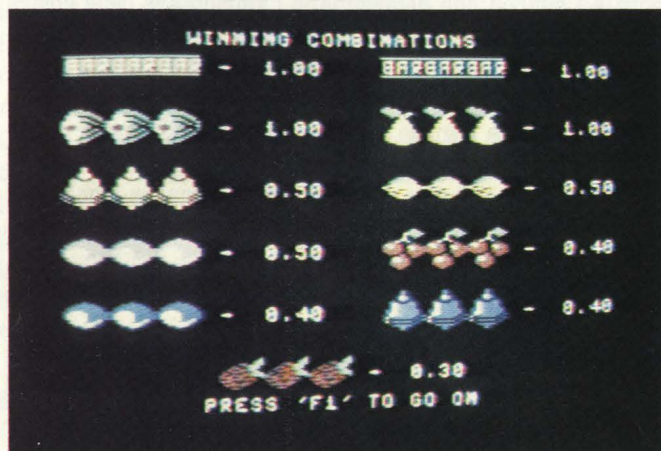 WINNING COMBINATIONS
BARBARBAR - 1.00 BARBARBAR - 1.00
- 1.00 - 1.00
- 0.50 - 0.50
- 0.50 - 0.40
- 0.40 - 0.40
- 0.30
PRESS 'F1' TO GO ON